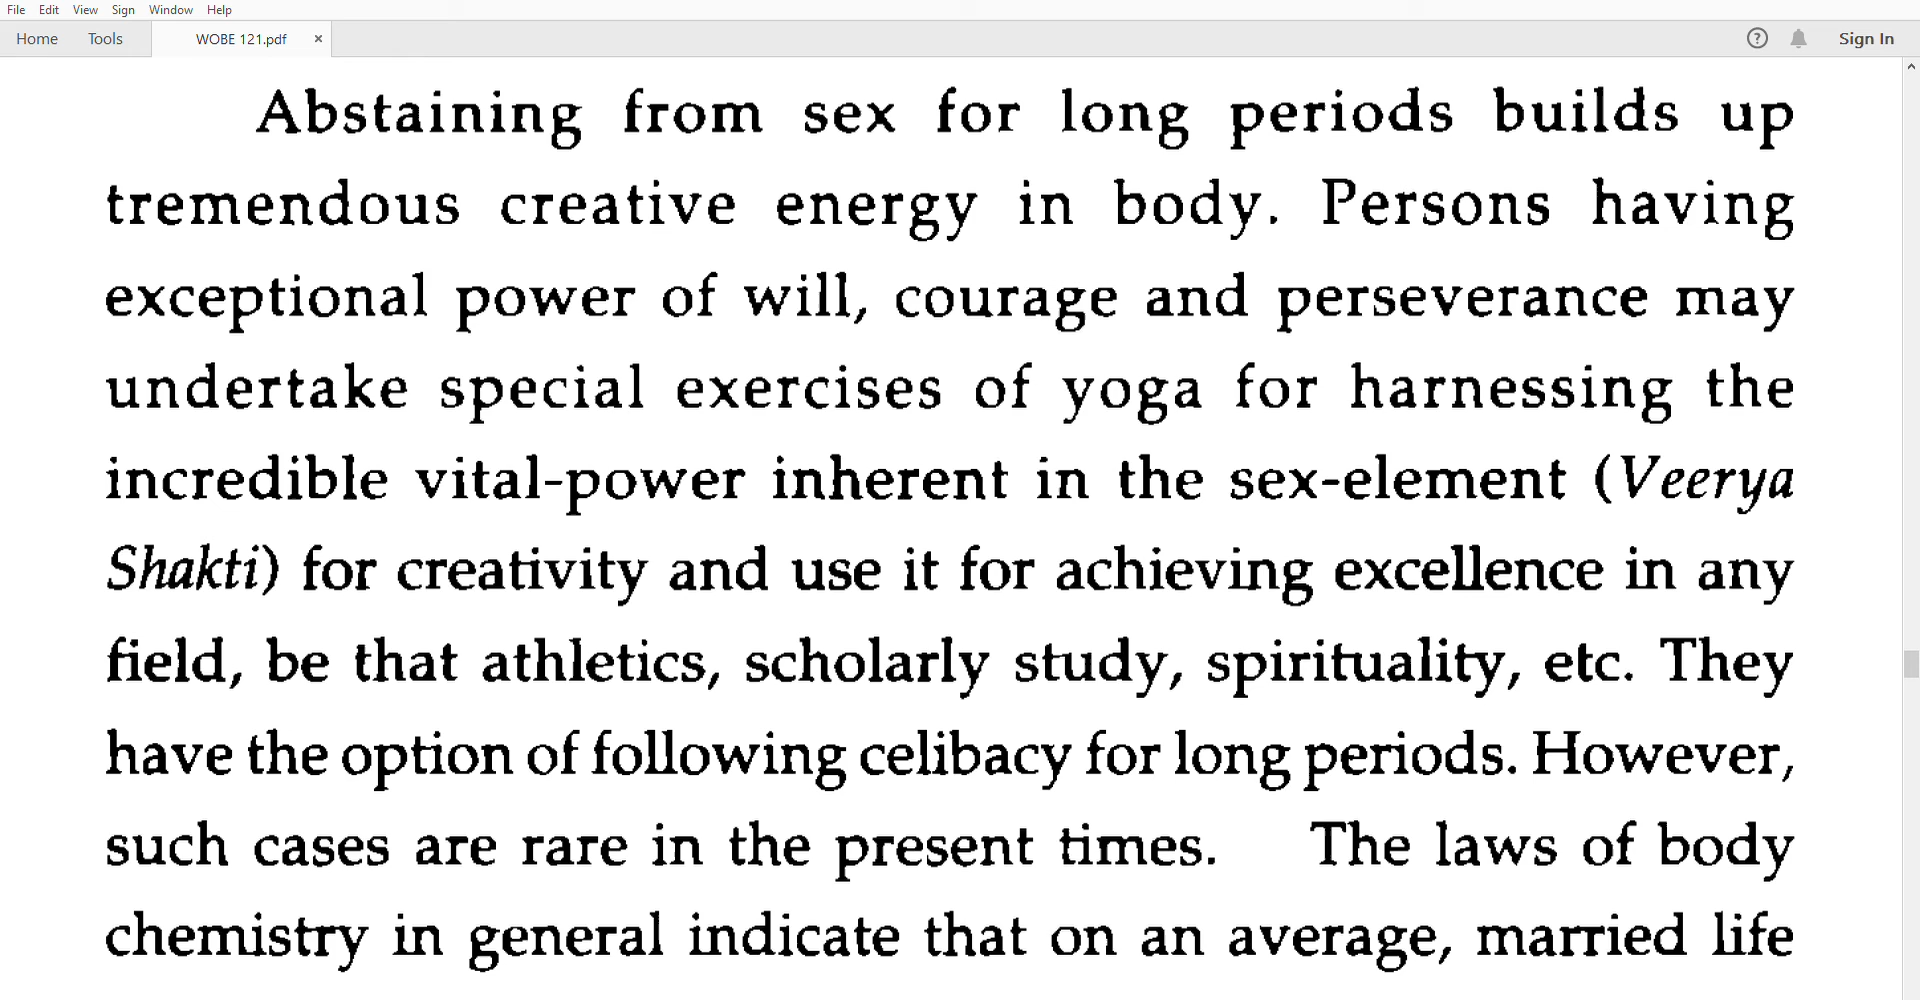 File Edit View Sign Window Help
Home Tools WOBE 121.pdf × ? Sign In
Abstaining from sex for long periods builds up
tremendous creative energy in body. Persons having
exceptional power of will, courage and perseverance may
undertake special exercises of yoga for harnessing the
incredible vital-power inherent in the sex-element (Veerya
Shakti) for creativity and use it for achieving excellence in any
field, be that athletics, scholarly study, spirituality, etc. They
have the option of following celibacy for long periods. However,
such cases are rare in the present times. The laws of body
chemistry in general indicate that on an average, married life